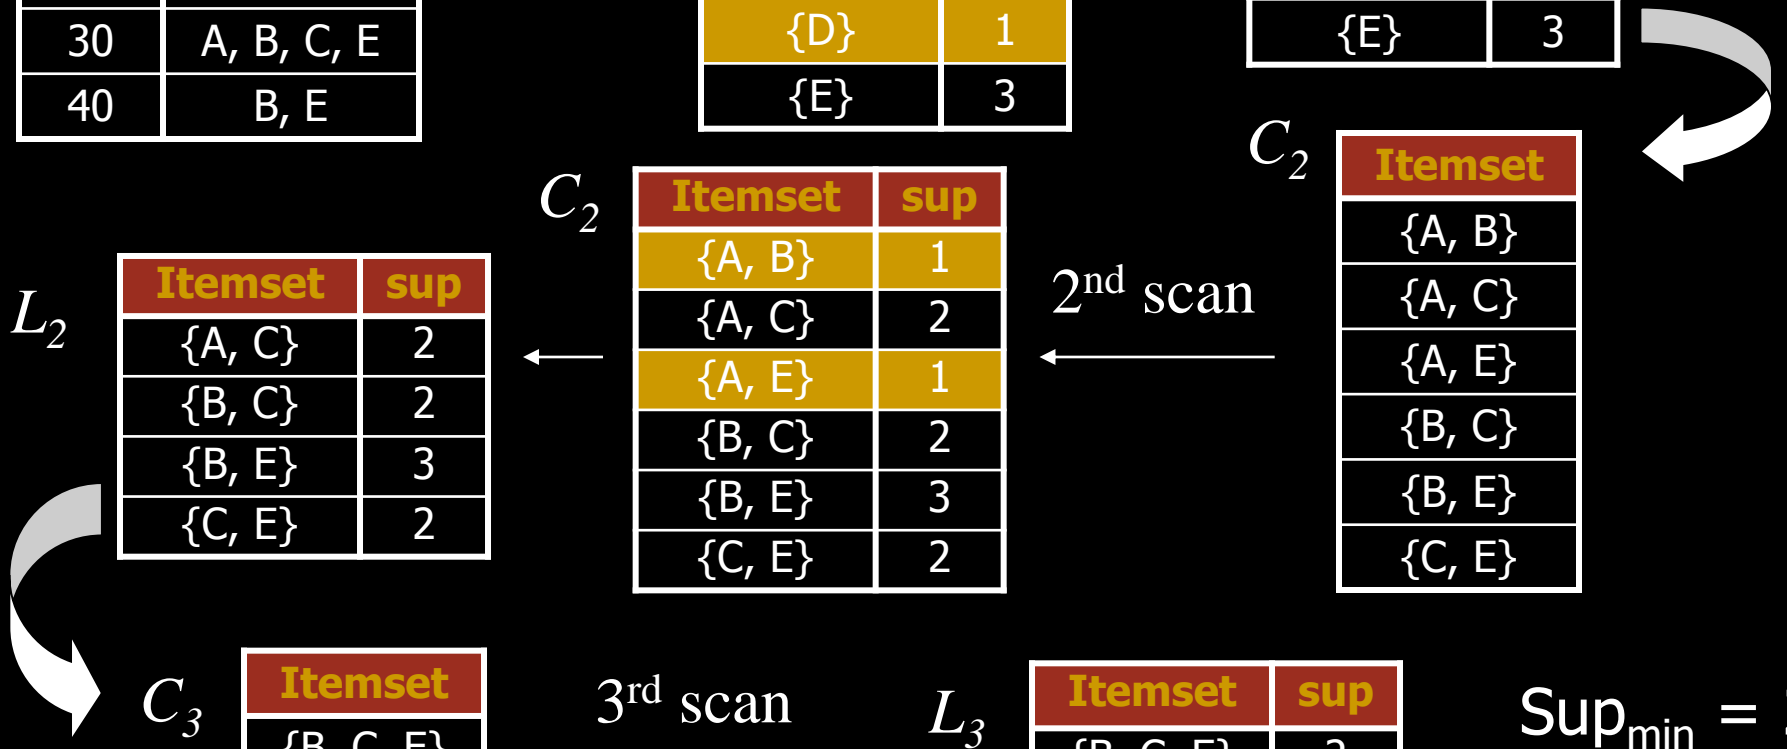 30 A, B, C, E
40 B, E
{D} 1
{E} 3
{E} 3
C2
Itemset
{A, B}
{A, C}
{A, E}
{B, C}
{B, E}
{C, E}
2nd scan
C2
Itemset sup
{A, B} 1
{A, C} 2
{A, E} 1
{B, C} 2
{B, E} 3
{C, E} 2
L2
Itemset sup
{A, C} 2
{B, C} 2
{B, E} 3
{C, E} 2
C3
Itemset
{B, C, E}
3rd scan
L3
Itemset sup
{B, C, E} 2
Supmin =